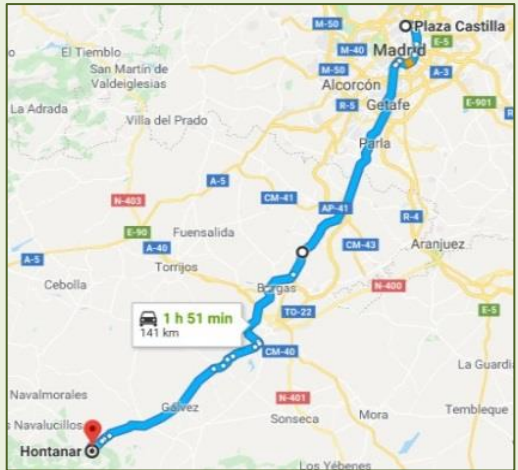 M-50
Plaza Castilla
E-5
El Tiemblo
M-40
Madrid
San Martín de
Valdeiglesias
M-50
A-3
Alcorcón
R-5
Getafe
E-901
La Adrada
Villa del Prado
Parla
A-5
N-403
CM-41
AP-41
R-4
E-90
Fuensalida
CM-43
A-40
Aranjuez
A-5
Torrijos
Cebolla
Bargas
N-400
1 h 51 min
141 km
TO-22
E-5
CM-40
La Guardia
Navalmorales
N-401
Gálvez
Mora
Tembleque
Navalucillos
Sonseca
Hontanar
Los Yébenes